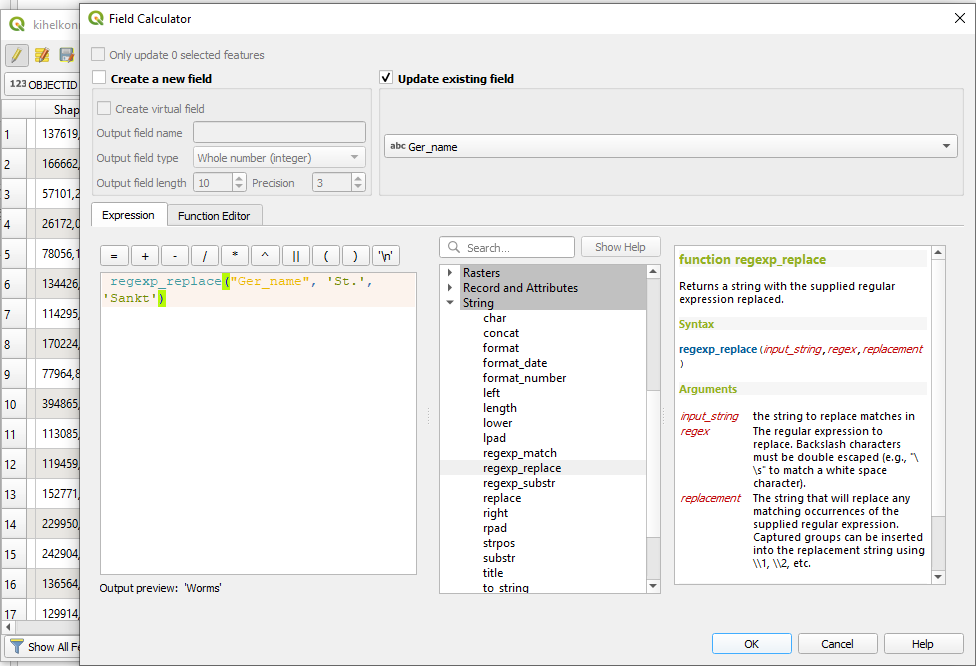 kihelkonn
Field Calculator
Only update 0 selected features
Create a new field
Update existing field
Create virtual field
Output field name
Output field type Whole number (integer)
Output field length 10 Precision 3
abc Ger_name
123 OBJECTID
Shap
1 137619,
2 166662,
3 57101,2
4 26172,0
5 78056,1
6 134426,
7 114295,
8 170224,
9 77964,8
10 394865,
11 113085,
12 119459,
13 152771,
14 229950,
15 242904,
16 136564,
17 129914,
Show All Fe
Expression Function Editor
= + - / * ^ || ( ) '\n'
regexp_replace("Ger_name", 'St.',
'Sankt')
Output preview: 'Worms'
Search...
Show Help
Rasters
Record and Attributes
String
char
concat
format
format_date
format_number
left
length
lower
lpad
regexp_match
regexp_replace
regexp_substr
replace
right
rpad
strpos
substr
title
to_string
function regexp_replace
Returns a string with the supplied regular
expression replaced.
Syntax
regexp_replace(input_string,regex,replacement
)
Arguments
input_string the string to replace matches in
regex The regular expression to
replace. Backslash characters
must be double escaped (e.g., "\
\s" to match a white space
character).
replacement The string that will replace any
matching occurrences of the
supplied regular expression.
Captured groups can be inserted
into the replacement string using
\\1, \\2, etc.
OK Cancel Help